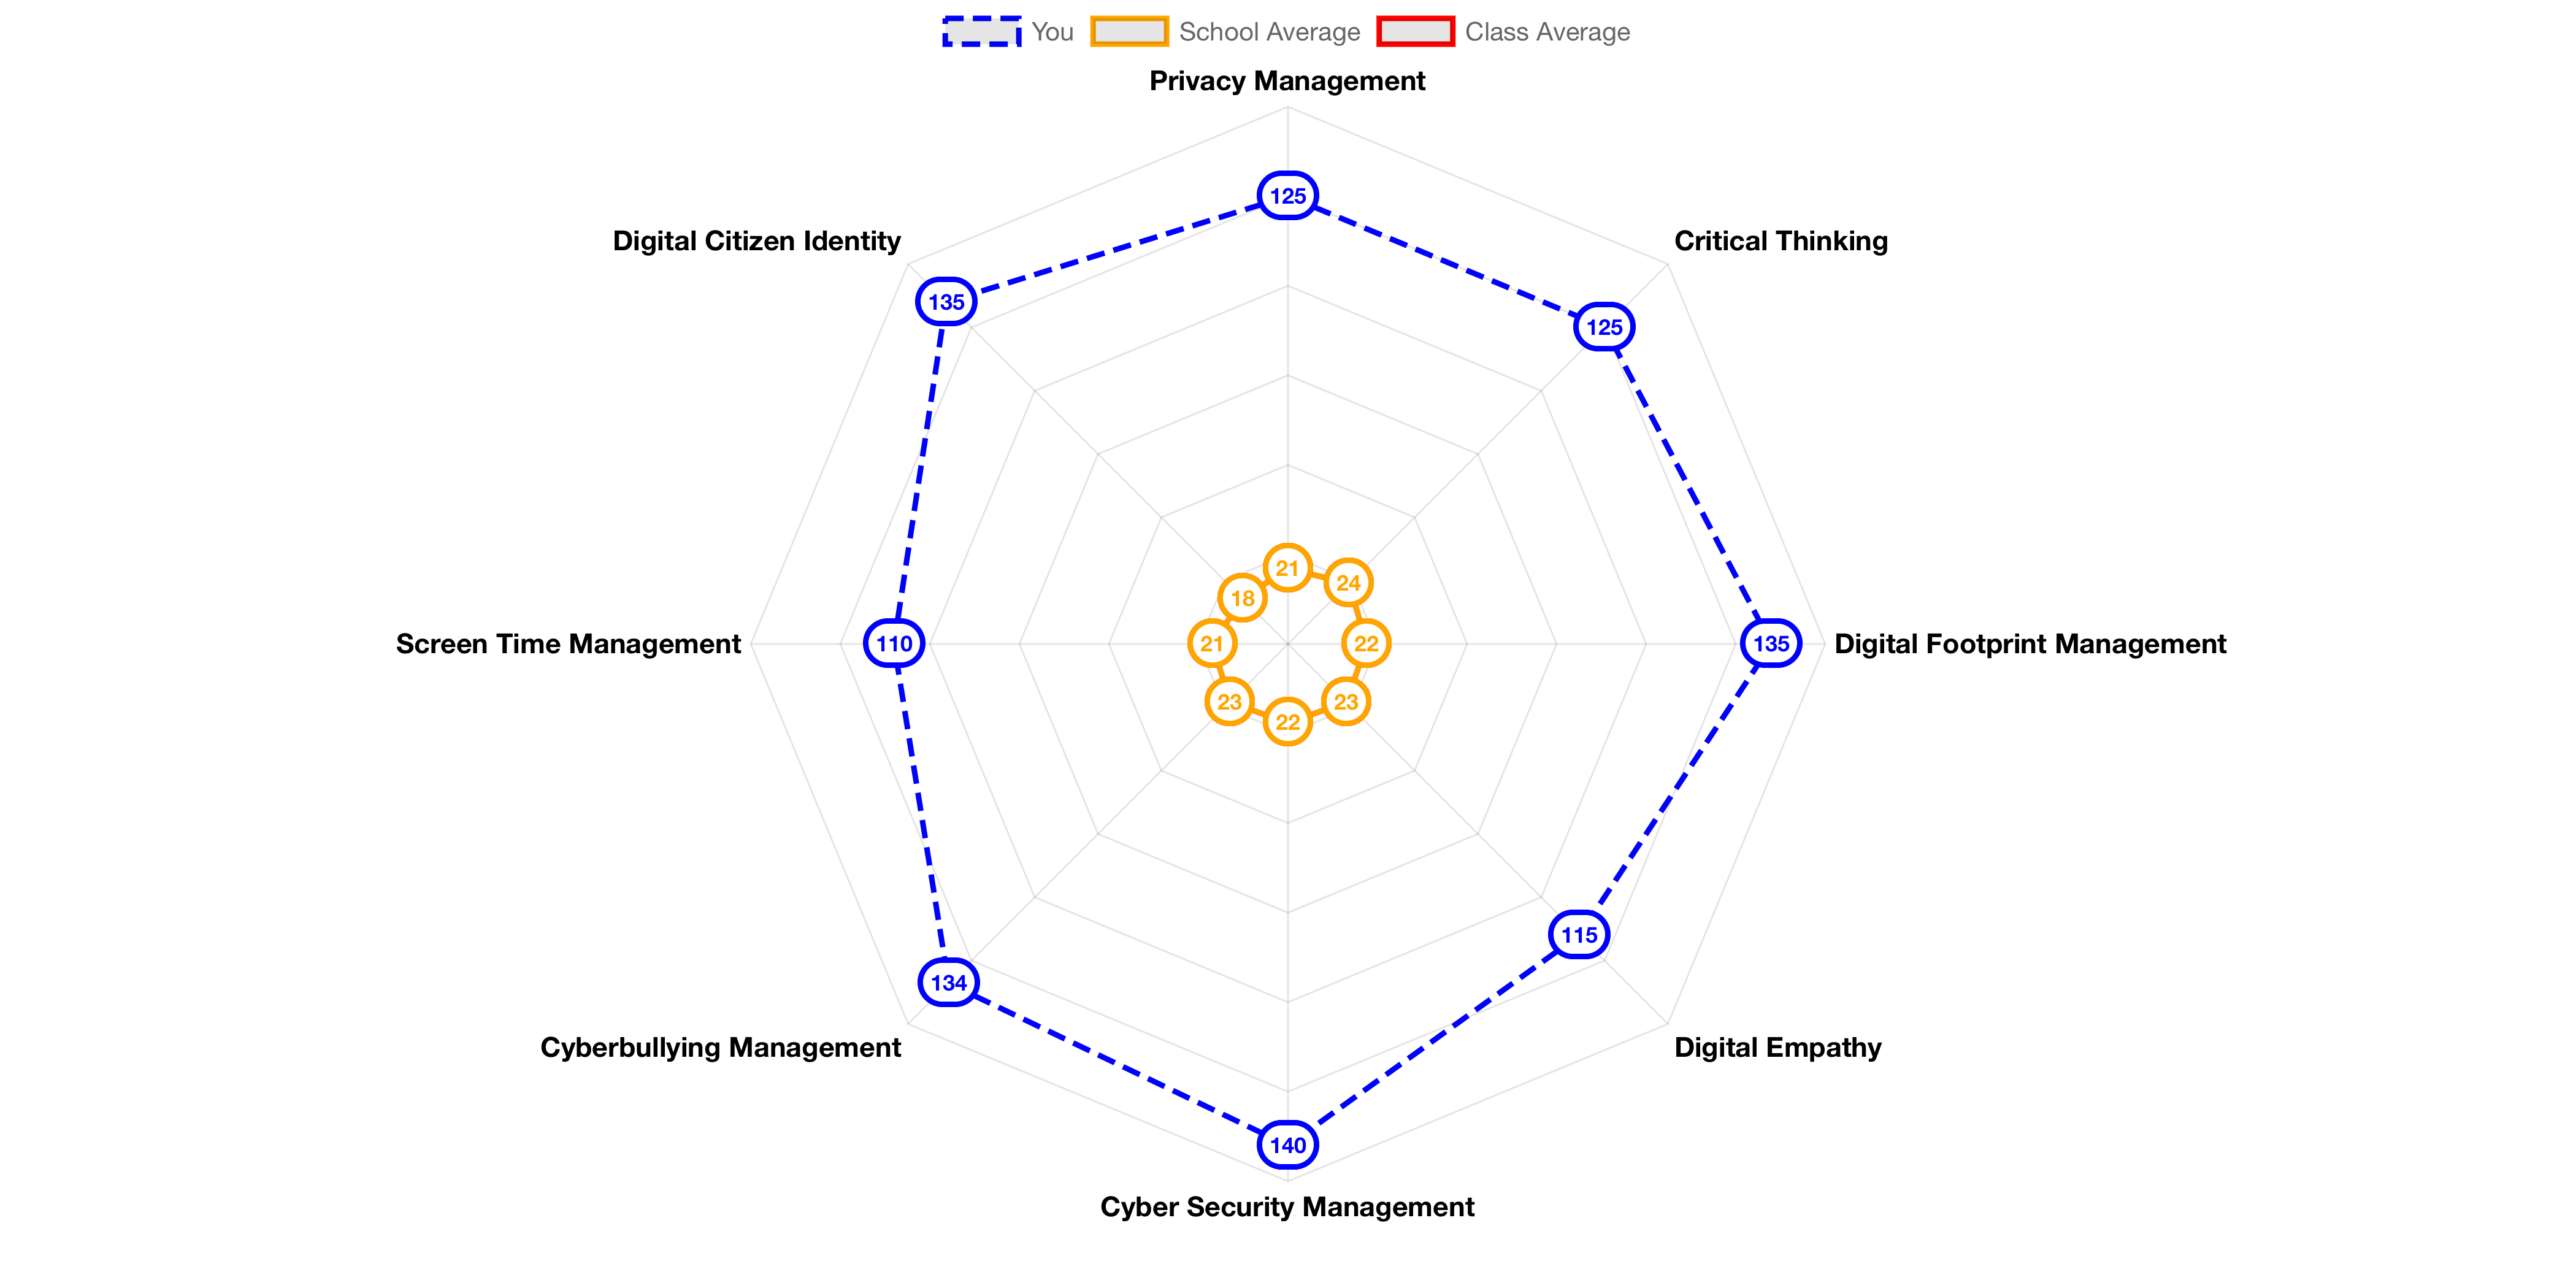 You School Average Class Average
Privacy Management
125
Digital Citizen Identity
Critical Thinking
135
125
21
24
18
Screen Time Management
110
21
22
135
Digital Footprint Management
23
23
22
115
134
Cyberbullying Management
Digital Empathy
140
Cyber Security Management